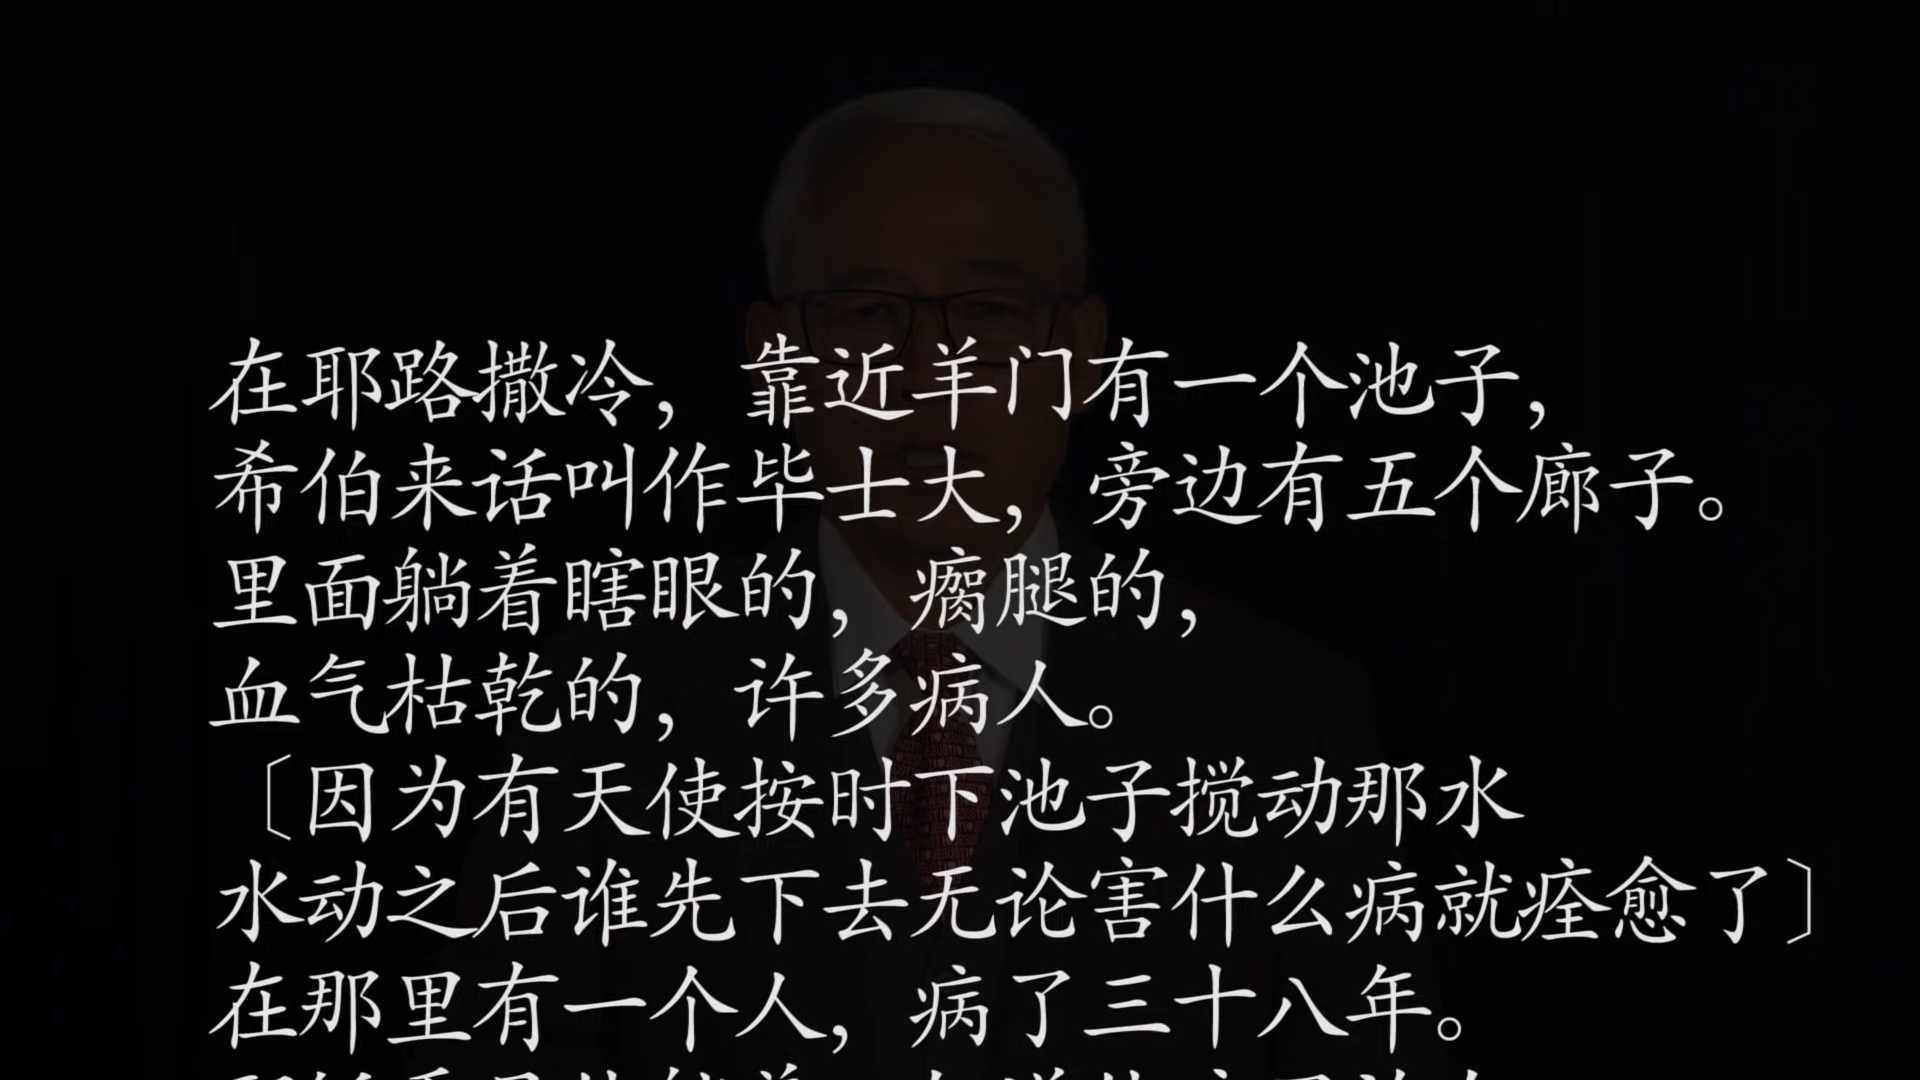 在耶路撒冷，靠近羊门有一个池子，
希伯来话叫作毕士大，旁边有五个廊子。
里面躺着瞎眼的，瘸腿的，
血气枯乾的，许多病人。
〔因为有天使按时下池子搅动那水
水动之后谁先下去无论害什么病就痊愈了〕
在那里有一个人，病了三十八年。